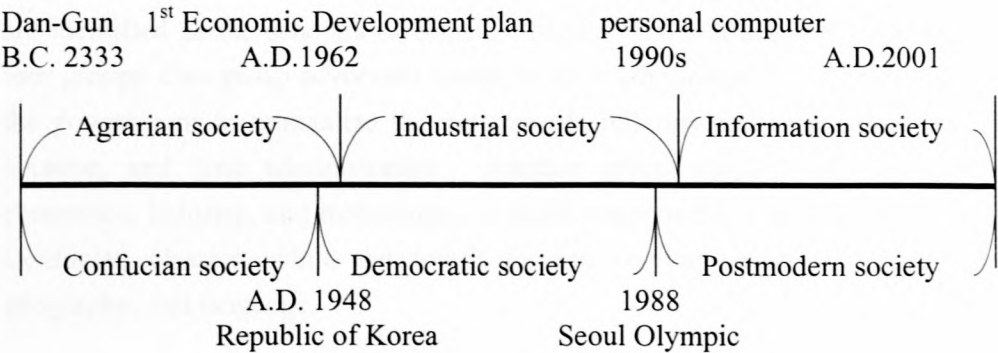 Dan-Gun 1st Economic Development plan personal computer
B.C. 2333 A.D.1962 1990s A.D.2001
Agrarian society Industrial society Information society
Confucian society Democratic society Postmodern society
A.D. 1948 1988
Republic of Korea Seoul Olympic